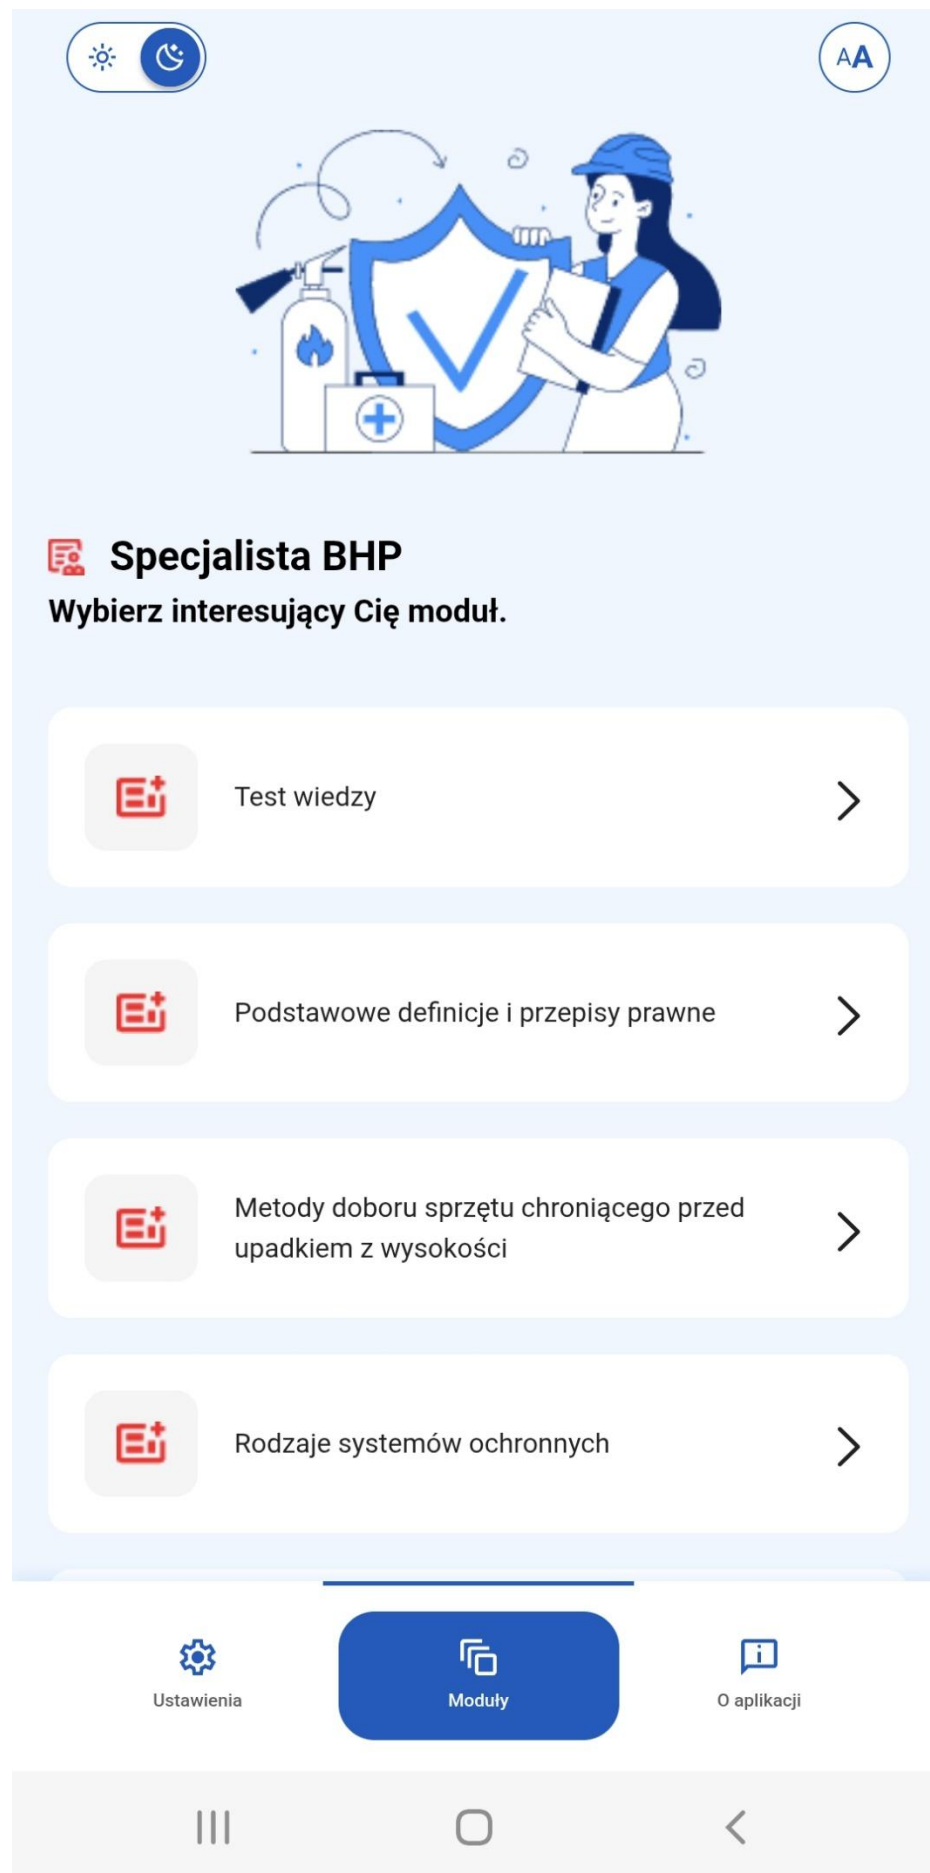 AA
Specjalista BHP
Wybierz interesujący Cię moduł.
Test wiedzy
Podstawowe definicje i przepisy prawne
Metody doboru sprzętu chroniącego przed
upadkiem z wysokości
Rodzaje systemów ochronnych
Ustawienia
Moduły
O aplikacji